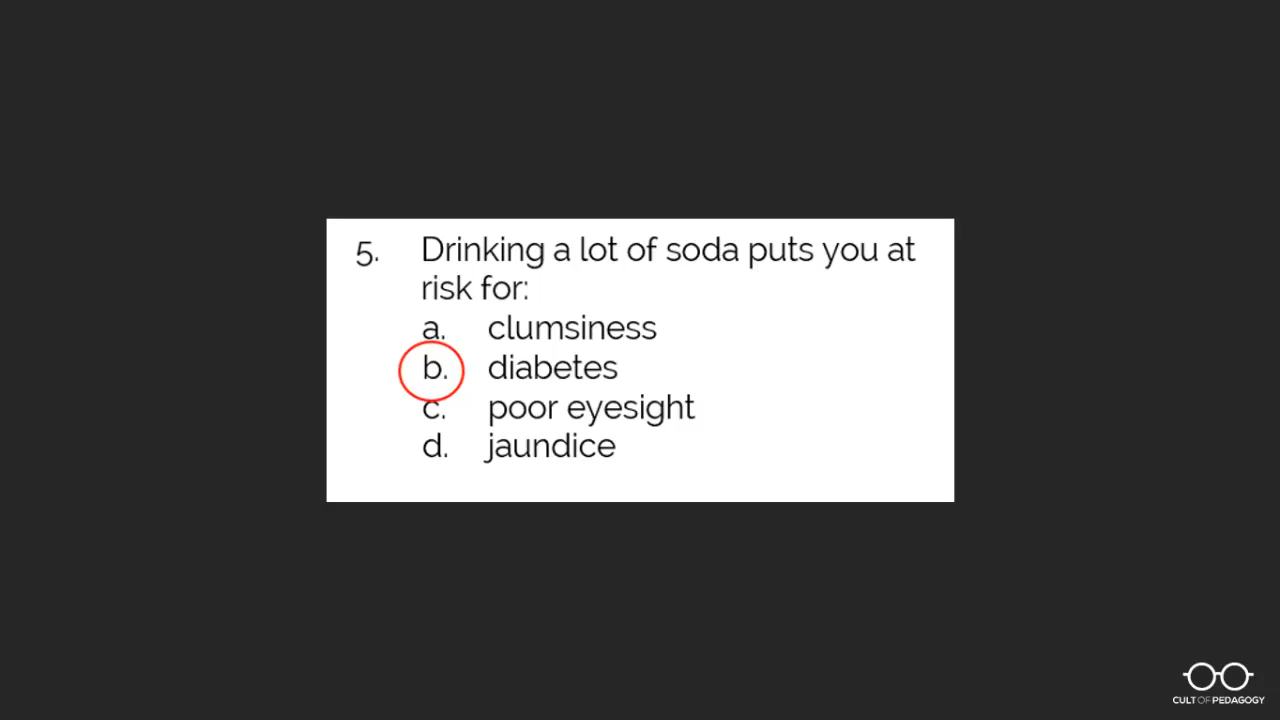 5. Drinking a lot of soda puts you at
risk for:
a. clumsiness
b. diabetes
c. poor eyesight
d. jaundice
CULT OF PEDAGOGY